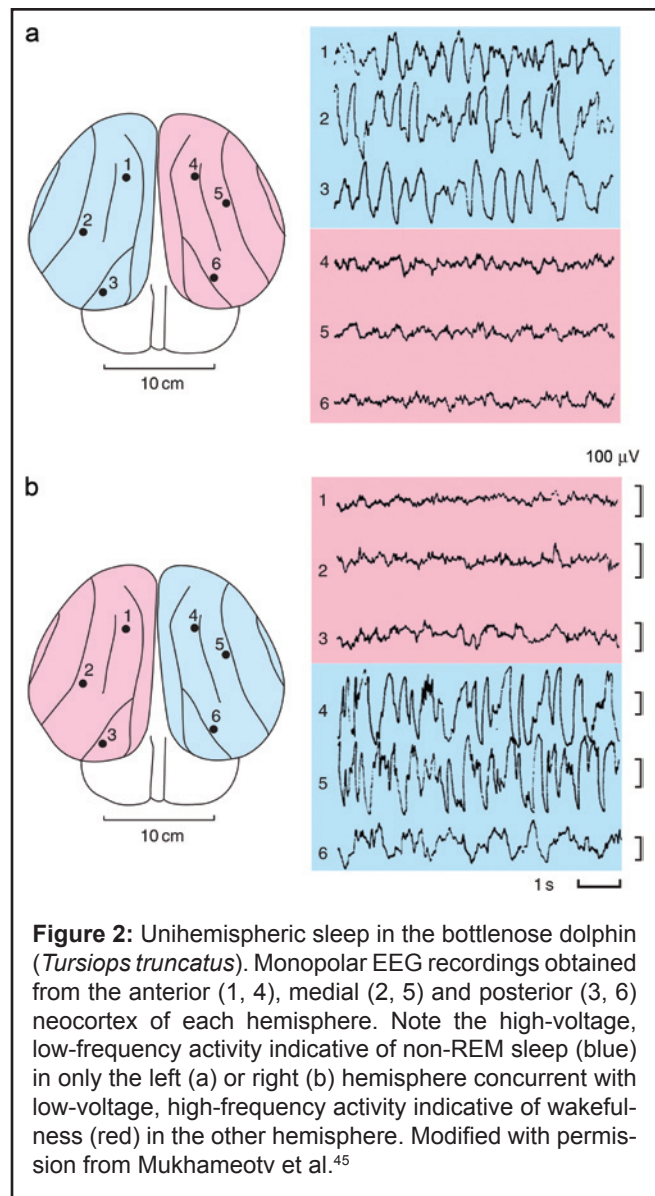 a
1
2
3
4
5
6
10 cm
1
2
3
4
5
6
100 µV
b
1
2
3
4
5
6
10 cm
1
2
3
4
5
6
1 s
Figure 2: Unihemispheric sleep in the bottlenose dolphin
(Tursiops truncatus). Monopolar EEG recordings obtained
from the anterior (1, 4), medial (2, 5) and posterior (3, 6)
neocortex of each hemisphere. Note the high-voltage,
low-frequency activity indicative of non-REM sleep (blue)
in only the left (a) or right (b) hemisphere concurrent with
low-voltage, high-frequency activity indicative of wakeful-
ness (red) in the other hemisphere. Modified with permis-
sion from Mukhameotv et al.⁴⁵